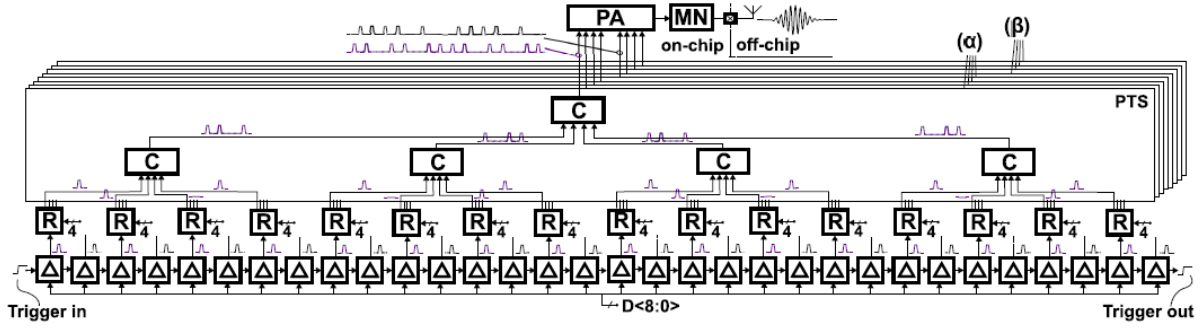 PA MN
on-chip off-chip
(α) (β)
PTS
C
C C C C
R R R R R R R R R R R R R R R R
4 4 4 4 4 4 4 4 4 4 4 4 4 4 4 4
Δ Δ Δ Δ Δ Δ Δ Δ Δ Δ Δ Δ Δ Δ Δ Δ Δ Δ Δ Δ Δ Δ Δ Δ Δ Δ Δ Δ Δ Δ Δ Δ
Trigger in D<8:0> Trigger out